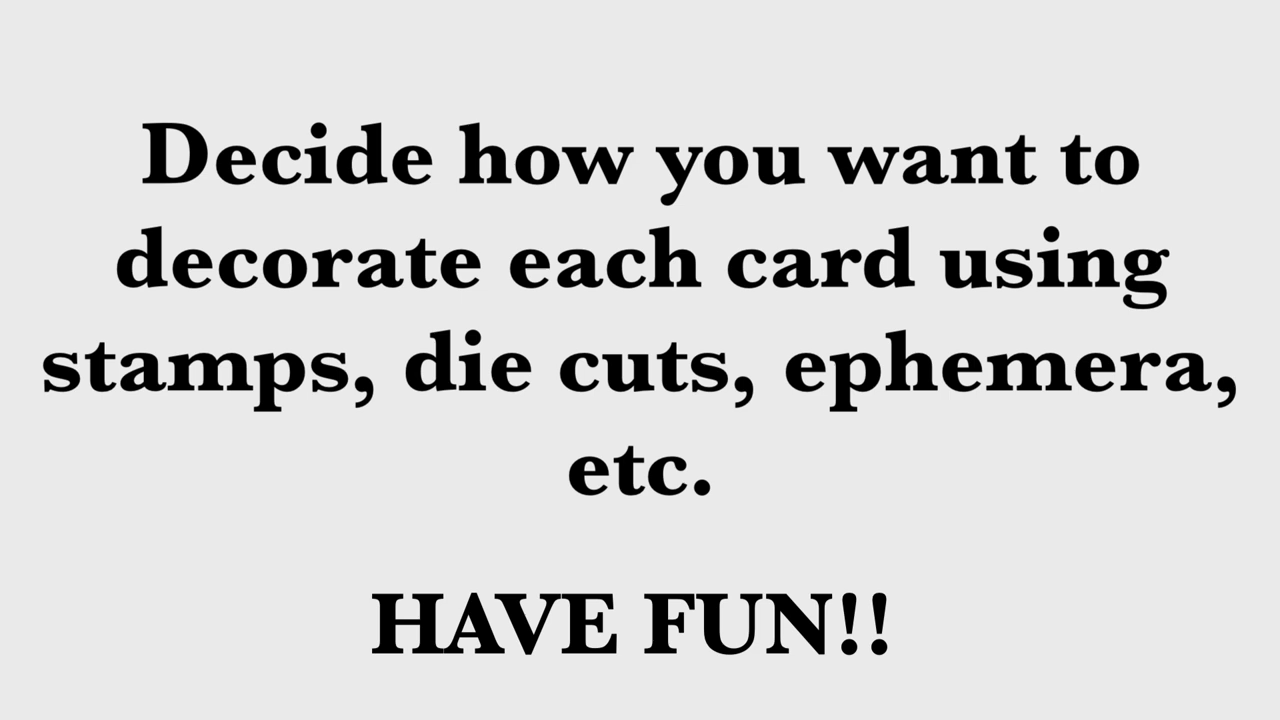 Decide how you want to
decorate each card using
stamps, die cuts, ephemera,
etc.
HAVE FUN!!